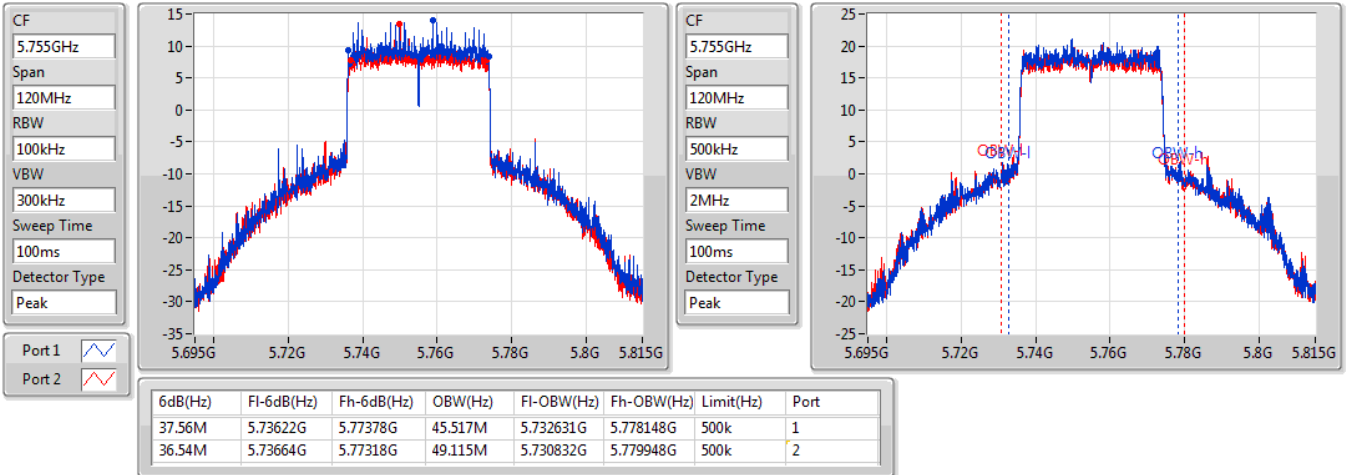 CF
5.755GHz
Span
120MHz
RBW
100kHz
VBW
300kHz
Sweep Time
100ms
Detector Type
Peak
Port 1
Port 2
15
10
5
0
-5
-10
-15
-20
-25
-30
-35
5.695G 5.72G 5.74G 5.76G 5.78G 5.8G 5.815G
CF
5.755GHz
Span
120MHz
RBW
500kHz
VBW
2MHz
Sweep Time
100ms
Detector Type
Peak
25
20
15
10
5
0
-5
-10
-15
-20
-25
OBW-l OBW-h
5.695G 5.72G 5.74G 5.76G 5.78G 5.8G 5.815G
6dB(Hz) Fl-6dB(Hz) Fh-6dB(Hz) OBW(Hz) Fl-OBW(Hz) Fh-OBW(Hz) Limit(Hz) Port
37.56M 5.73622G 5.77378G 45.517M 5.732631G 5.778148G 500k 1
36.54M 5.73664G 5.77318G 49.115M 5.730832G 5.779948G 500k 2